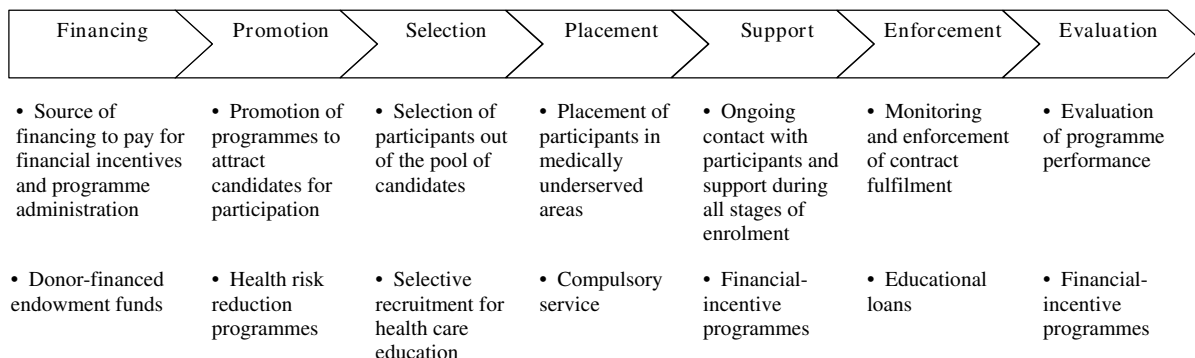 Financing
Promotion
Selection
Placement
Support
Enforcement
Evaluation
• Source of
financing to pay for
financial incentives
and programme
administration
• Promotion of
programmes to
attract
candidates for
participation
• Selection of
participants out
of the pool of
candidates
• Placement of
participants in
medically
underserved
areas
• Ongoing
contact with
participants and
support during
all stages of
enrolment
• Monitoring
and enforcement
of contract
fulfilment
• Evaluation
of programme
performance
• Donor-financed
endowment funds
• Health risk
reduction
programmes
• Selective
recruitment for
health care
education
• Compulsory
service
• Financial-
incentive
programmes
• Educational
loans
• Financial-
incentive
programmes